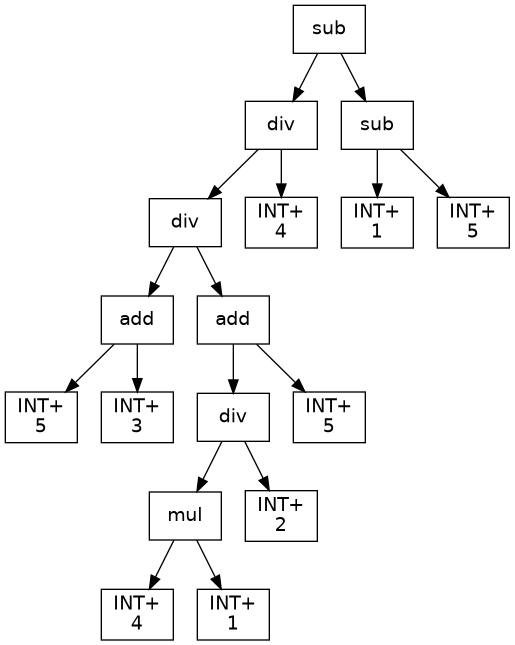 sub
div
sub
div
INT+
4
INT+
1
INT+
5
add
add
INT+
5
INT+
3
div
INT+
5
mul
INT+
2
INT+
4
INT+
1